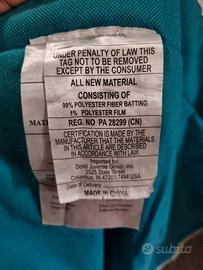 UNDER PENALTY OF LAW THIS
TAG NOT TO BE REMOVED
EXCEPT BY THE CONSUMER
ALL NEW MATERIAL
CONSISTING OF
99% POLYESTER FIBER BATTING
1% POLYESTER FILM
REG. NO PA 28299 (CN)
CERTIFICATION IS MADE BY THE
MANUFACTURER THAT THE MATERIALS
IN THIS ARTICLE ARE DESCRIBED
IN ACCORDANCE WITH LAW.
Imported by:
Dorel Juvenile Group, Inc.
2525 State Street
Columbus, IN 47201-7494 USA
MADE IN CHINA
MAT
subito